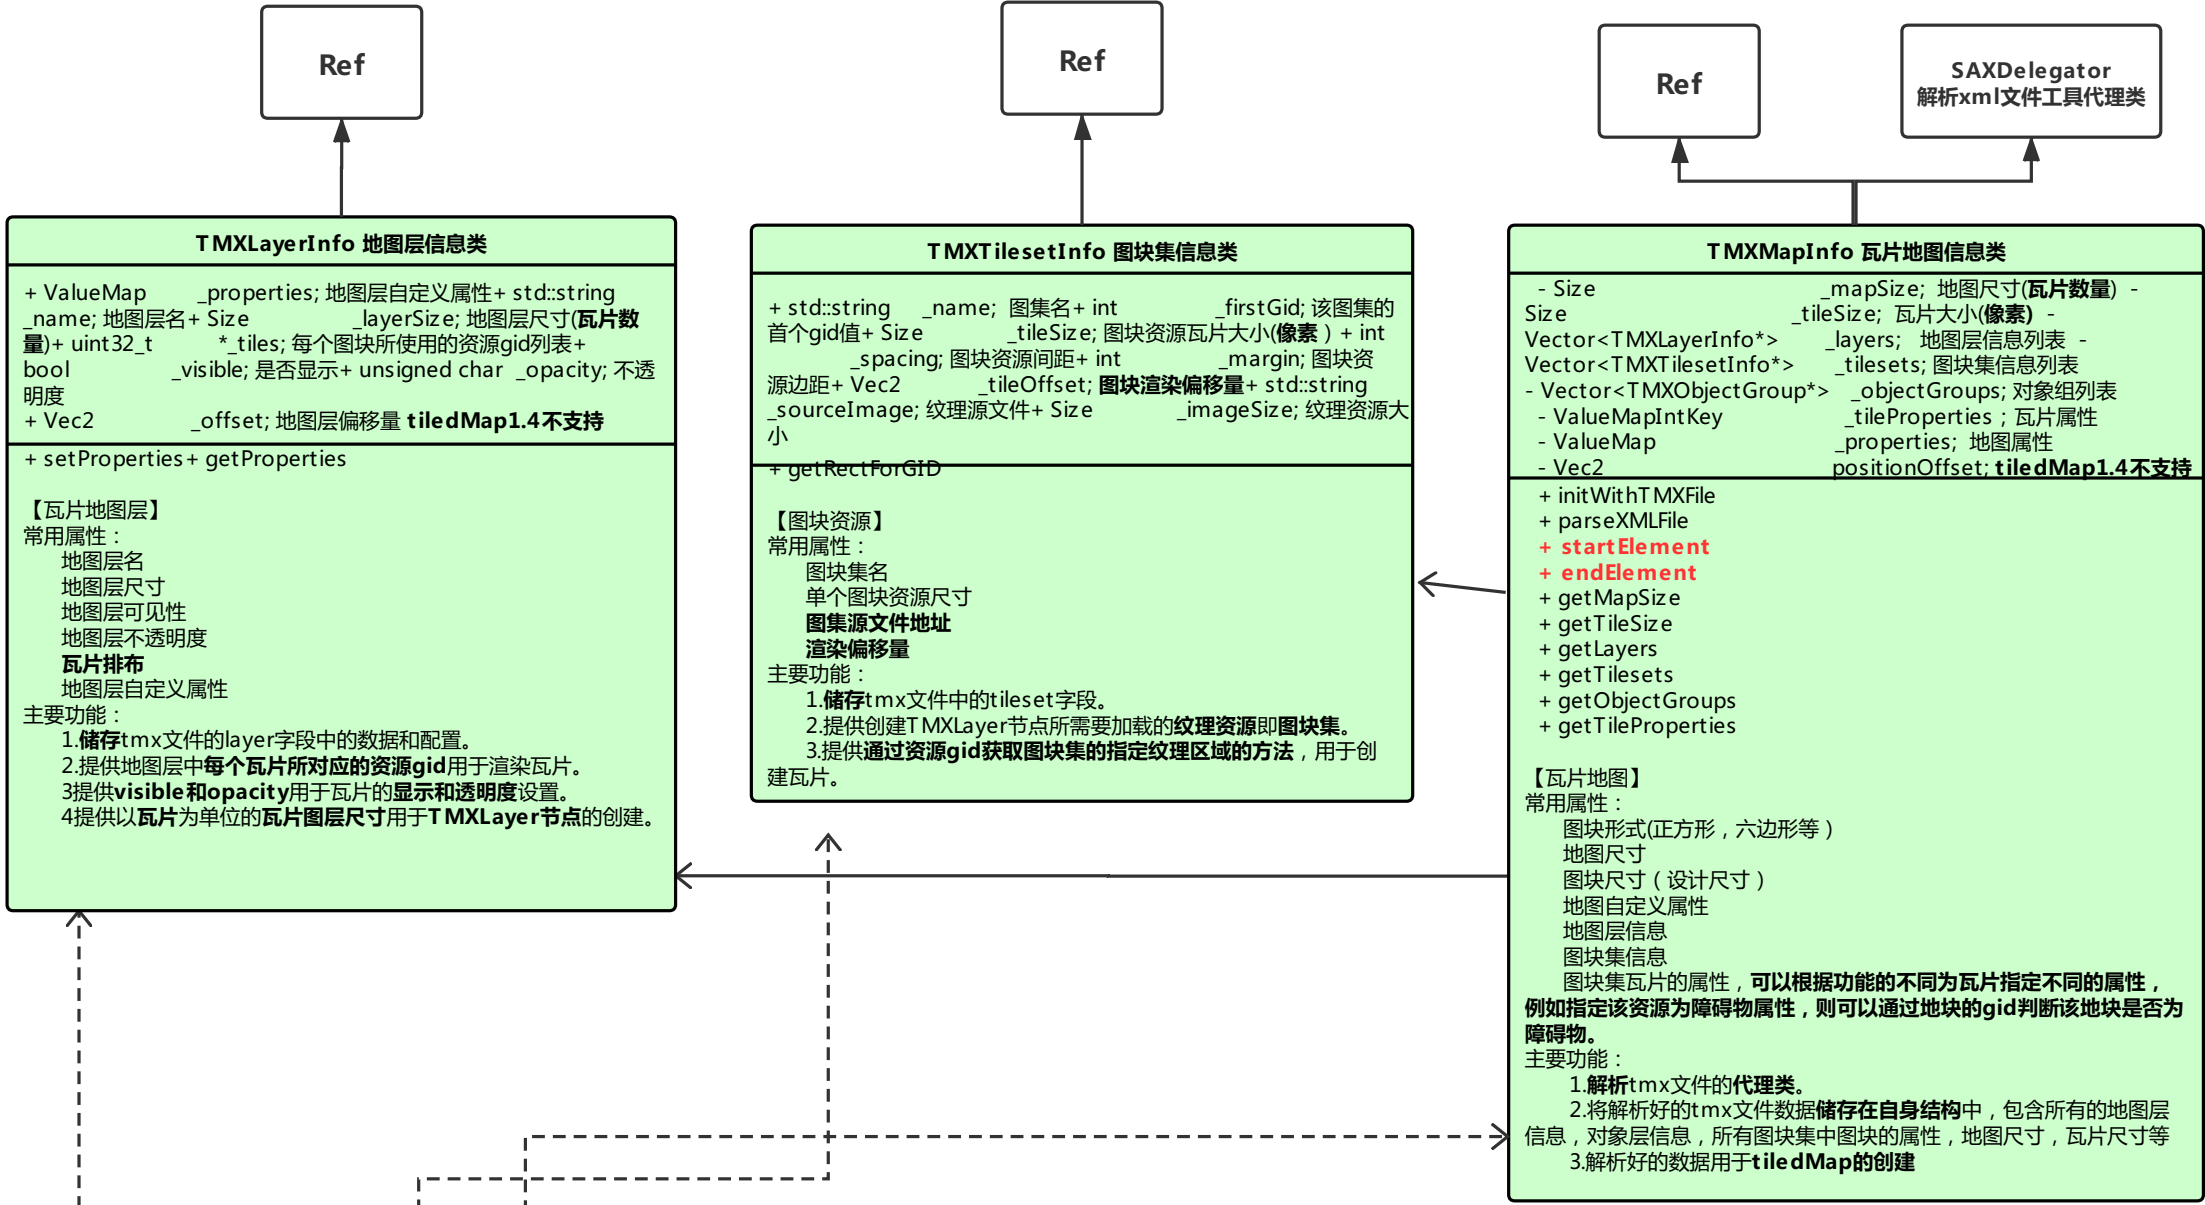 Ref
Ref
Ref
SAXDelegator
解析xml文件工具代理类
TMXLayerInfo 地图层信息类
+ ValueMap _properties; 地图层自定义属性+ std::string
_name; 地图层名+ Size _layerSize; 地图层尺寸(瓦片数
量)+ uint32_t *_tiles; 每个图块所使用的资源gid列表+
bool _visible; 是否显示+ unsigned char _opacity; 不透
明度
+ Vec2 _offset; 地图层偏移量 tiledMap1.4不支持
+ setProperties+ getProperties
【瓦片地图层】
常用属性：
地图层名
地图层尺寸
地图层可见性
地图层不透明度
瓦片排布
地图层自定义属性
主要功能：
1.储存tmx文件的layer字段中的数据和配置。
2.提供地图层中每个瓦片所对应的资源gid用于渲染瓦片。
3提供visible和opacity用于瓦片的显示和透明度设置。
4提供以瓦片为单位的瓦片图层尺寸用于TMXLayer节点的创建。
TMXTilesetInfo 图块集信息类
+ std::string _name; 图集名+ int _firstGid; 该图集的
首个gid值+ Size _tileSize; 图块资源瓦片大小(像素）+ int
_spacing; 图块资源间距+ int _margin; 图块资
源边距+ Vec2 _tileOffset; 图块渲染偏移量+ std::string
_sourceImage; 纹理源文件+ Size _imageSize; 纹理资源大
小
+ getRectForGID
【图块资源】
常用属性：
图块集名
单个图块资源尺寸
图集源文件地址
渲染偏移量
主要功能：
1.储存tmx文件中的tileset字段。
2.提供创建TMXLayer节点所需要加载的纹理资源即图块集。
3.提供通过资源gid获取图块集的指定纹理区域的方法，用于创
建瓦片。
TMXMapInfo 瓦片地图信息类
- Size _mapSize; 地图尺寸(瓦片数量) -
Size _tileSize; 瓦片大小(像素) -
Vector<TMXLayerInfo*> _layers; 地图层信息列表 -
Vector<TMXTilesetInfo*> _tilesets; 图块集信息列表
- Vector<TMXObjectGroup*> _objectGroups; 对象组列表
- ValueMapIntKey _tileProperties；瓦片属性
- ValueMap _properties; 地图属性
- Vec2 positionOffset; tiledMap1.4不支持
+ initWithTMXFile
+ parseXMLFile
+ startElement
+ endElement
+ getMapSize
+ getTileSize
+ getLayers
+ getTilesets
+ getObjectGroups
+ getTileProperties
【瓦片地图】
常用属性：
图块形式(正方形，六边形等）
地图尺寸
图块尺寸（设计尺寸）
地图自定义属性
地图层信息
图块集信息
图块集瓦片的属性，可以根据功能的不同为瓦片指定不同的属性，
例如指定该资源为障碍物属性，则可以通过地块的gid判断该地块是否为
障碍物。
主要功能：
1.解析tmx文件的代理类。
2.将解析好的tmx文件数据储存在自身结构中，包含所有的地图层
信息，对象层信息，所有图块集中图块的属性，地图尺寸，瓦片尺寸等
3.解析好的数据用于tiledMap的创建